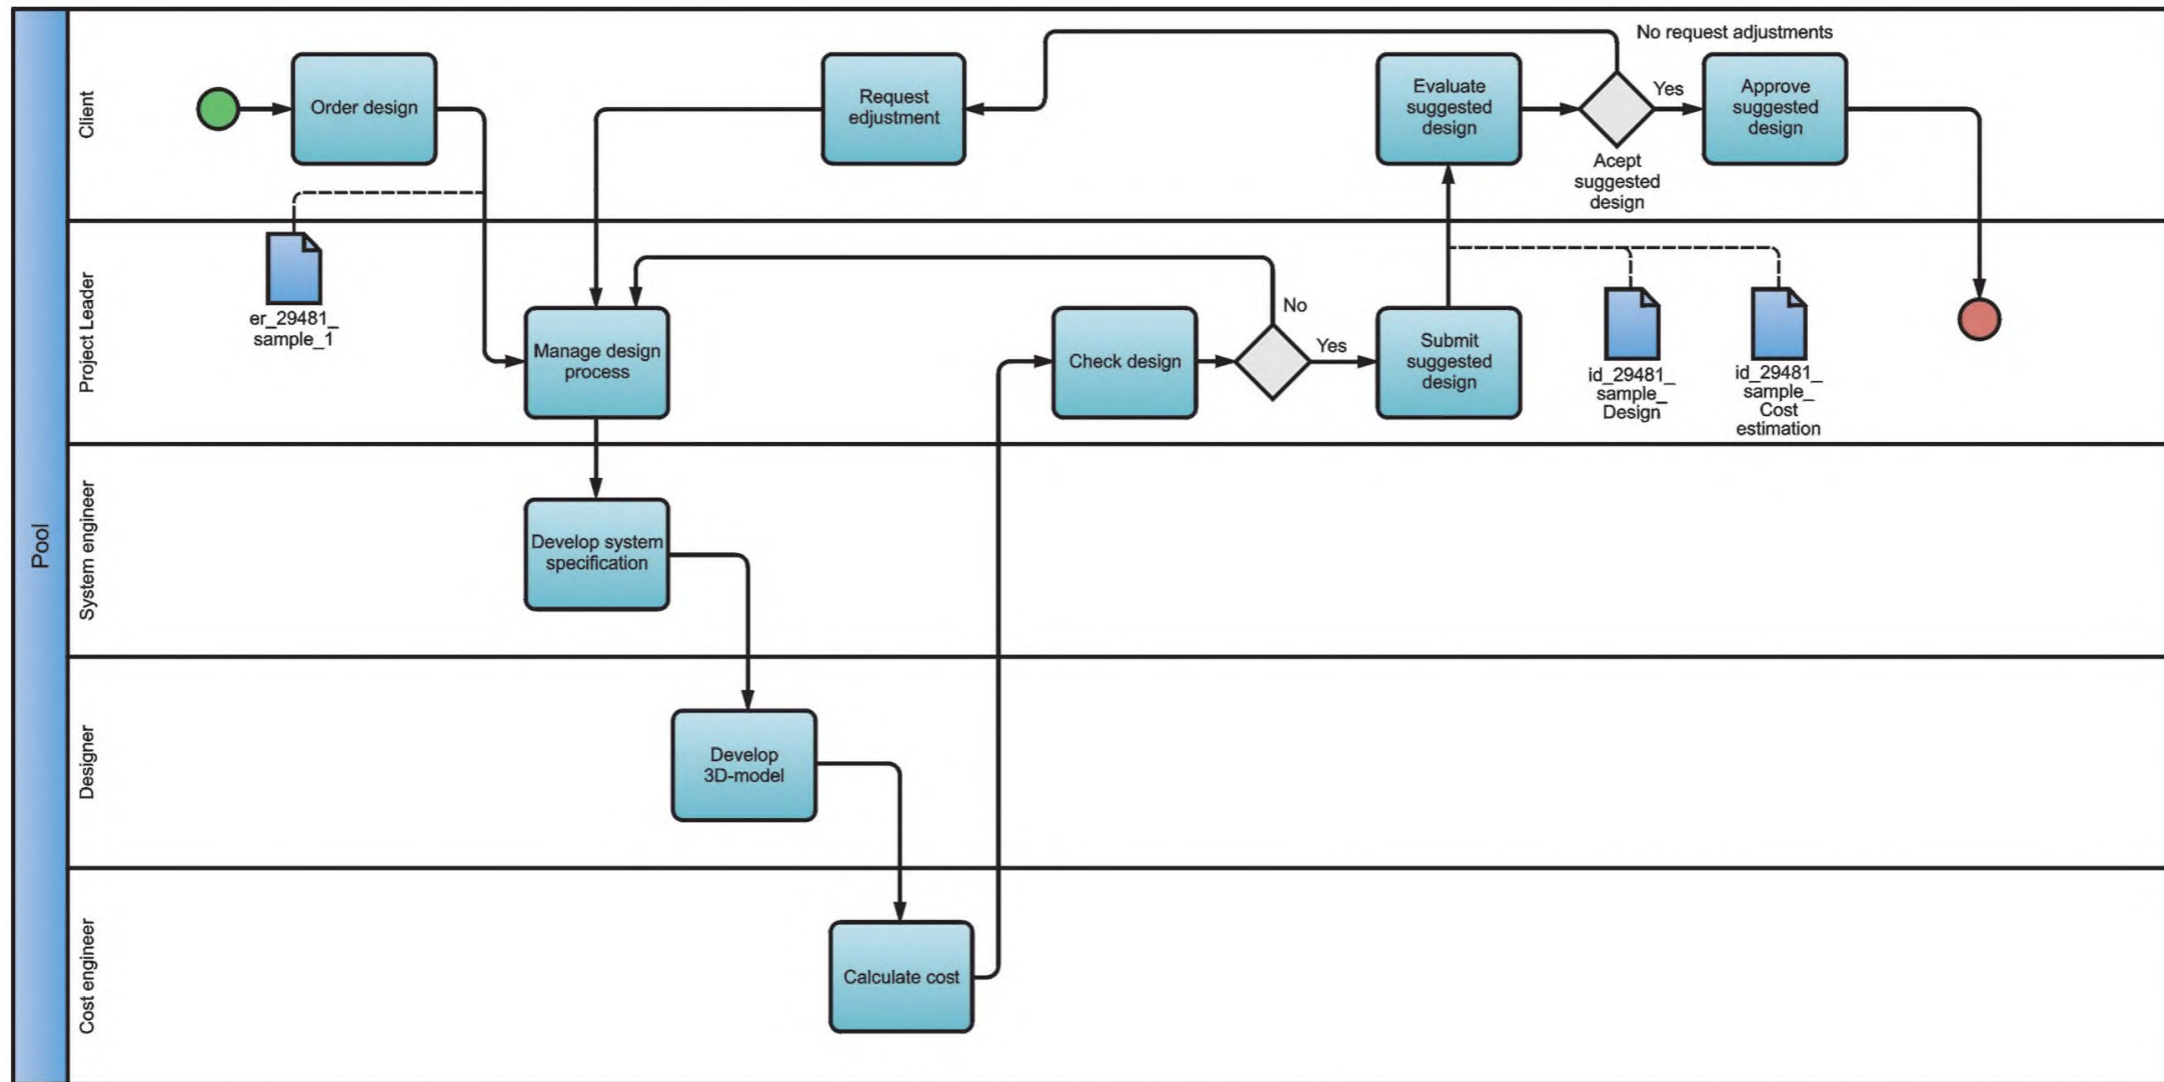 Pool
Client
Order design
Request
edjustment
Evaluate
suggested
design
No request adjustments
Yes
Acept
suggested
design
Approve
suggested
design
Project Leader
er_29481_
sample_1
Manage design
process
Check design
No
Yes
Submit
suggested
design
id_29481_
sample_
Design
id_29481_
sample_
Cost
estimation
System engineer
Develop system
specification
Designer
Develop
3D-model
Cost engineer
Calculate cost